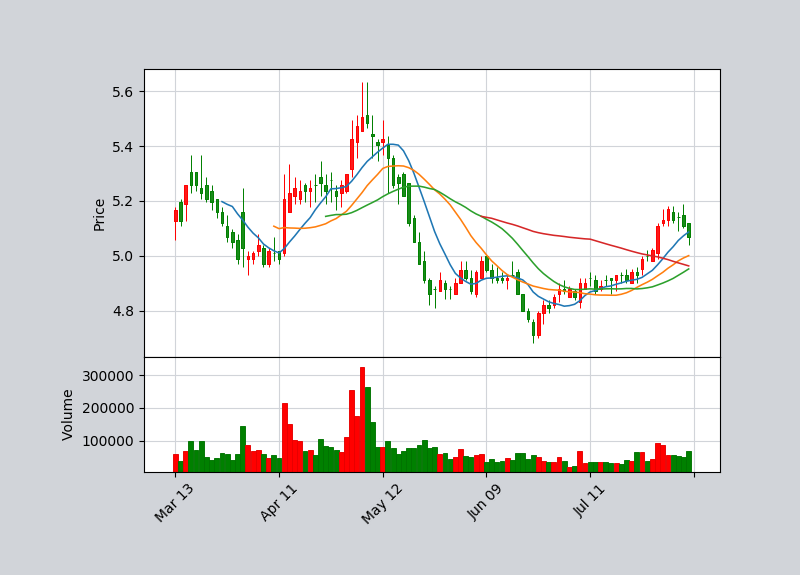 5.6
5.4
5.2
5.0
4.8
Price
300000
200000
100000
Volume
Mar 13
Apr 11
May 12
Jun 09
Jul 11